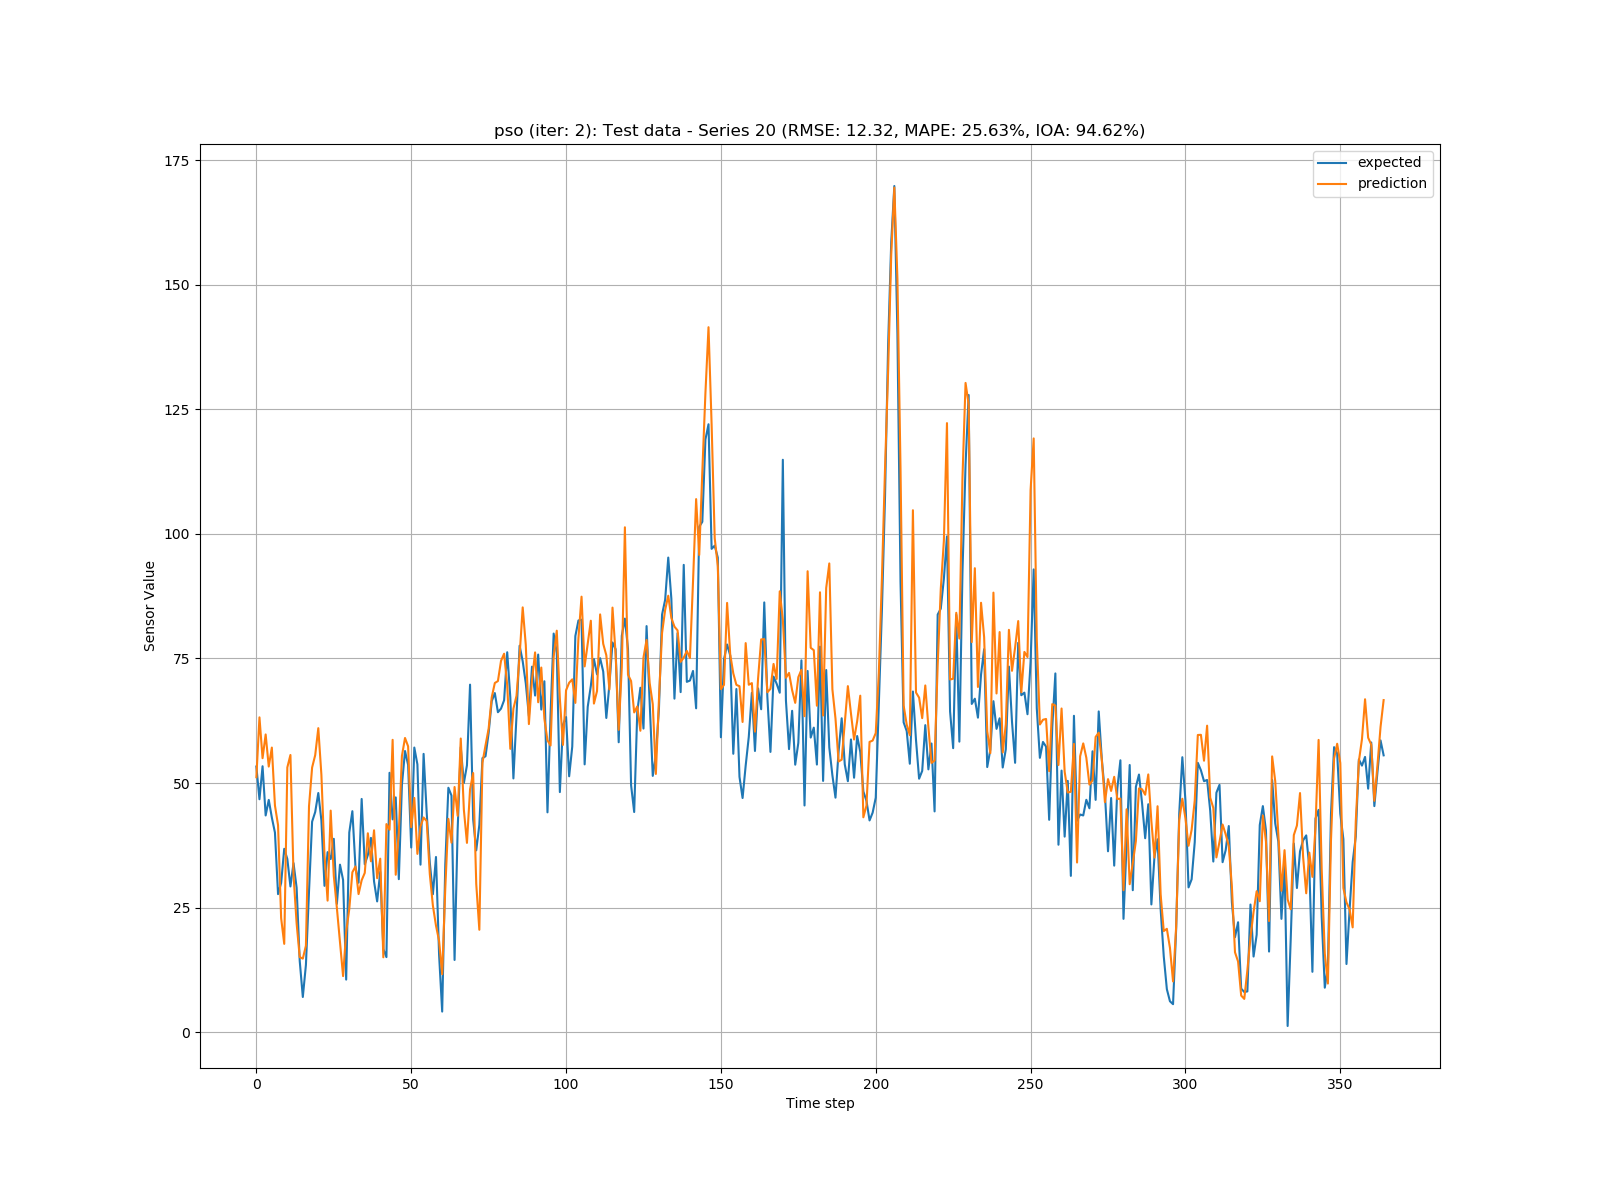 pso (iter: 2): Test data - Series 20 (RMSE: 12.32, MAPE: 25.63%, IOA: 94.62%)
expected
prediction
175
150
125
100
75
50
25
0
Sensor Value
0 50 100 150 200 250 300 350
Time step